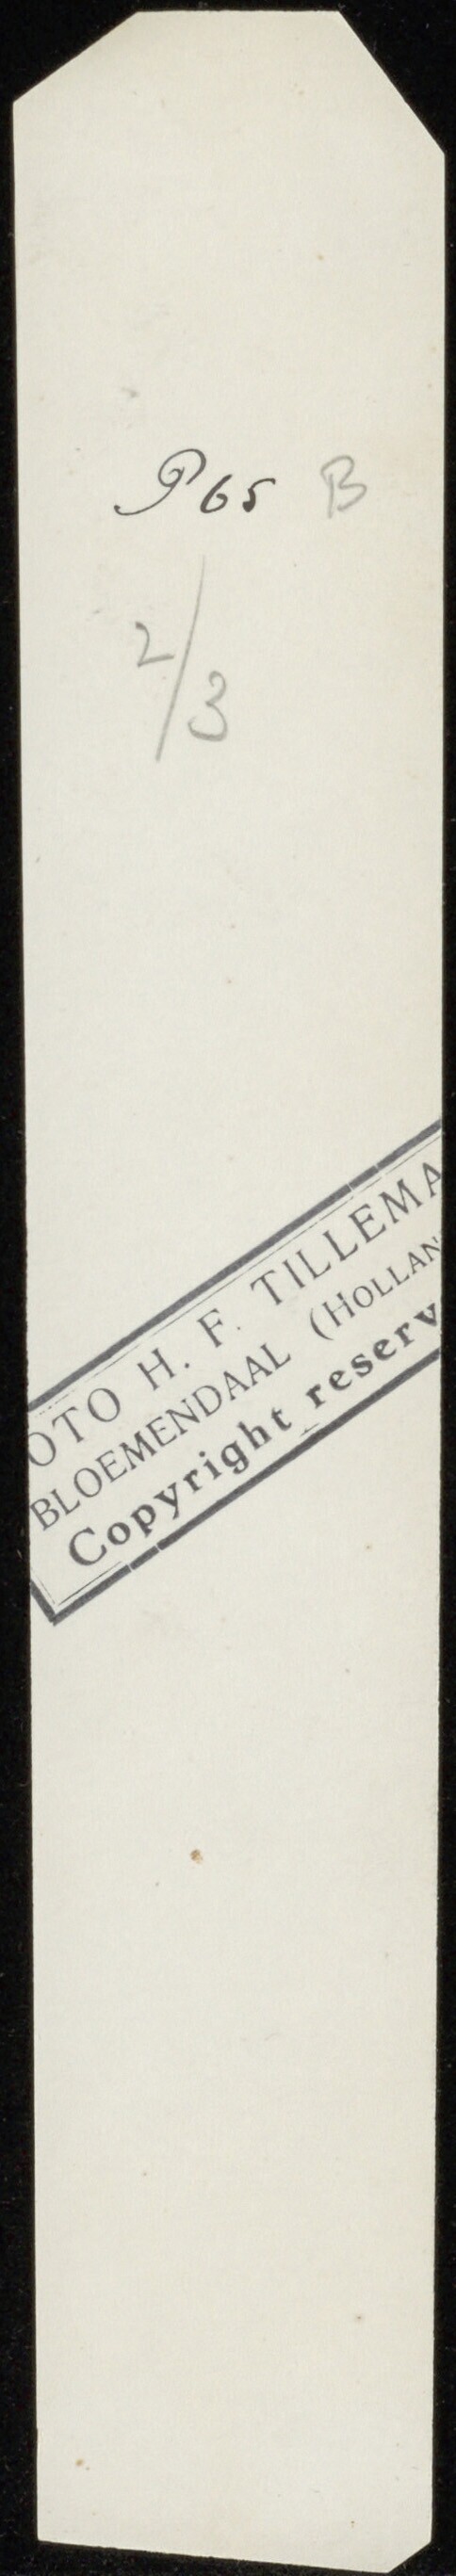 P65 B
2/3
OTO H. F. TILLEMA
BLOEMENDAAL (HOLLAN
Copyright reserv